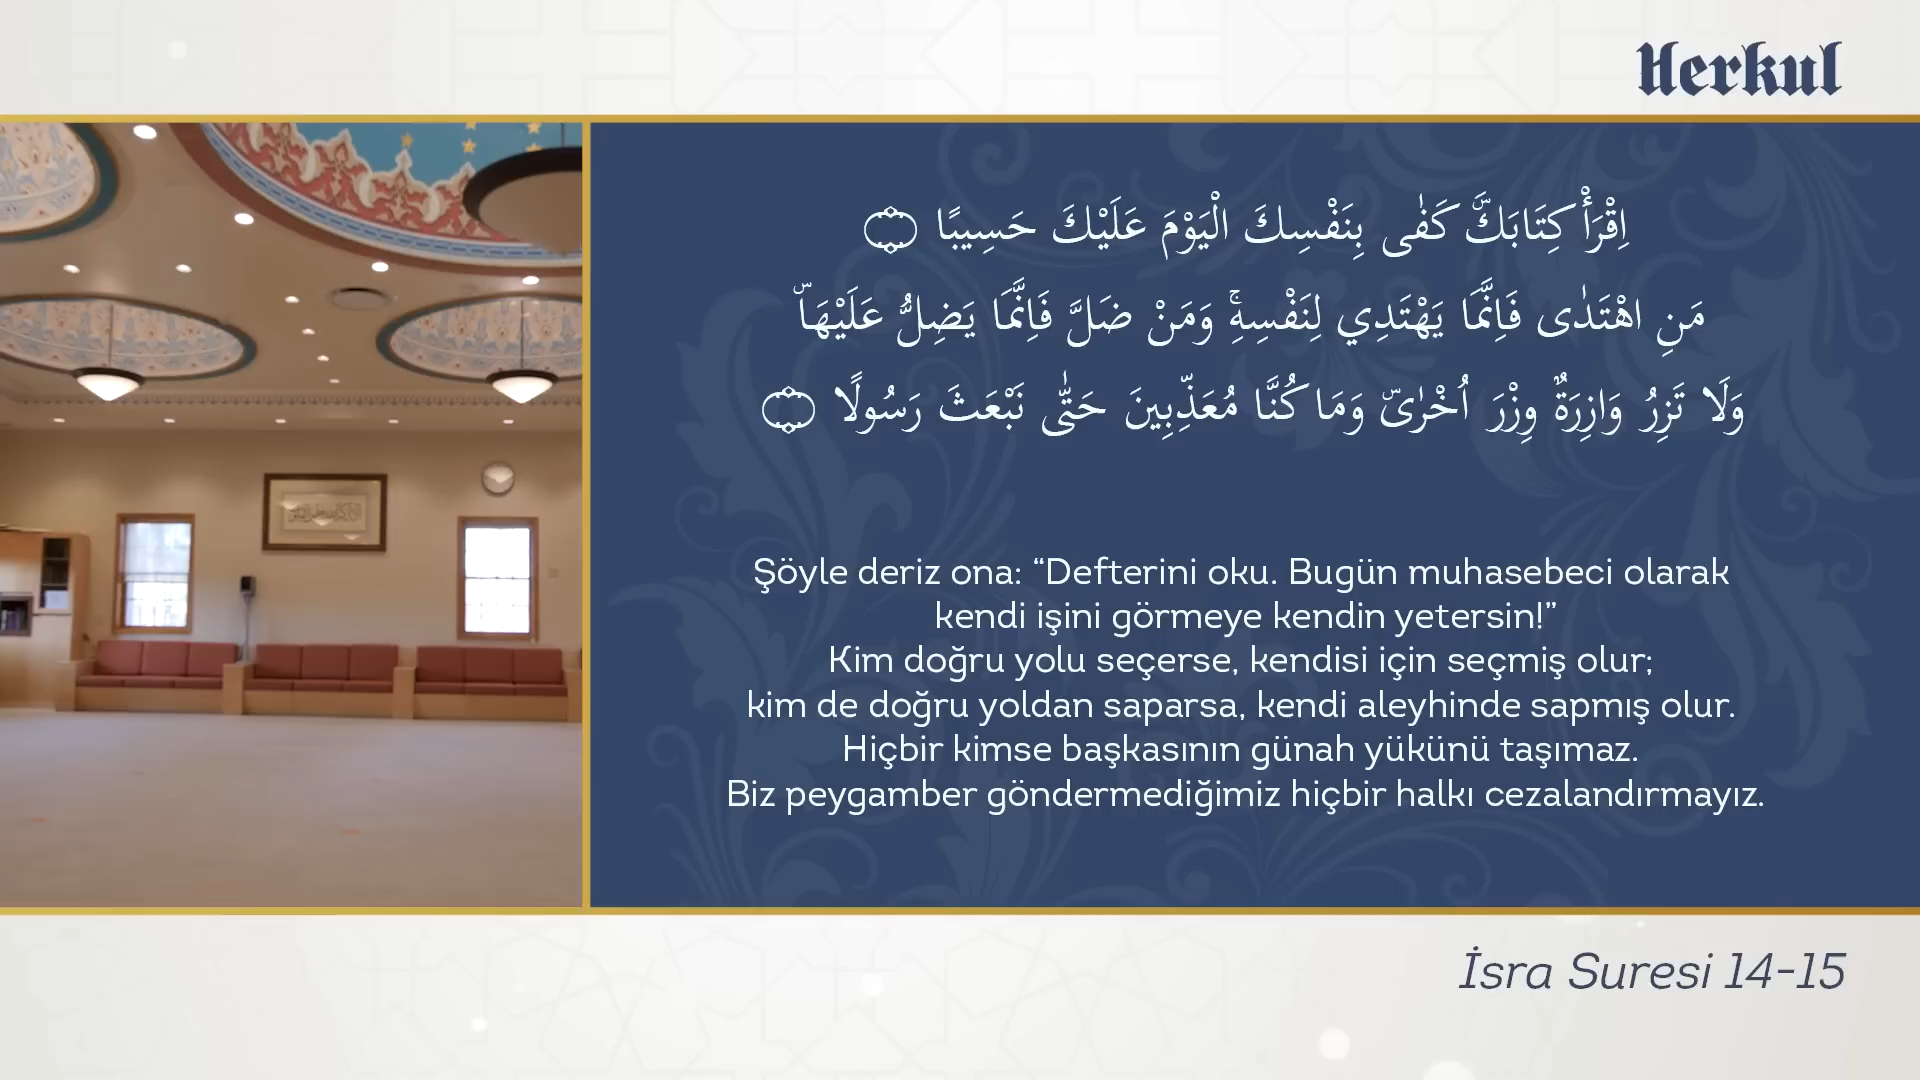 Herkul
اِقْرَأْ كِتَابَكَۜ كَفٰى بِنَفْسِكَ الْيَوْمَ عَلَيْكَ حَسِيبًا ۝
مَنِ اهْتَدٰى فَاِنَّمَا يَهْتَدِي لِنَفْسِهِۚ وَمَنْ ضَلَّ فَاِنَّمَا يَضِلُّ عَلَيْهَاۜ
وَلَا تَزِرُ وَازِرَةٌ وِزْرَ اُخْرٰىۜ وَمَا كُنَّا مُعَذِّبِينَ حَتّٰى نَبْعَثَ رَسُولًا ۝
Şöyle deriz ona: “Defterini oku. Bugün muhasebeci olarak
kendi işini görmeye kendin yetersin!”
Kim doğru yolu seçerse, kendisi için seçmiş olur;
kim de doğru yoldan saparsa, kendi aleyhinde sapmış olur.
Hiçbir kimse başkasının günah yükünü taşımaz.
Biz peygamber göndermediğimiz hiçbir halkı cezalandırmayız.
İsra Suresi 14-15